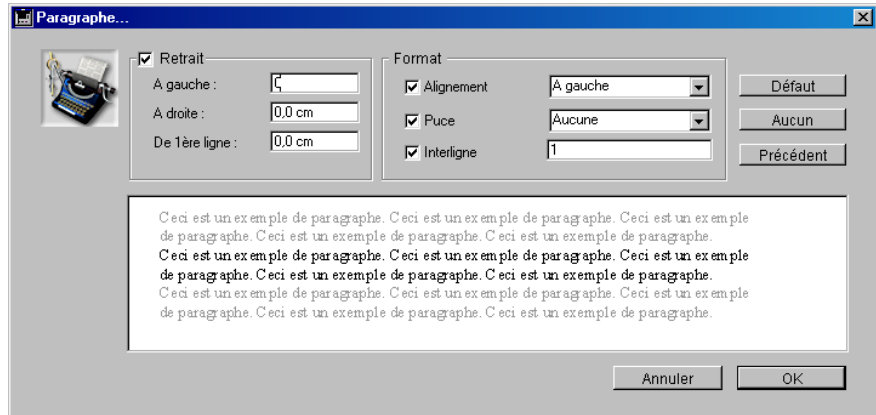 Paragraphe...
Retrait
A gauche :
A droite : 0,0 cm
De 1ère ligne : 0,0 cm
Format
Alignement A gauche
Puce Aucune
Interligne 1
Défaut
Aucun
Précédent
Ceci est un exemple de paragraphe. Ceci est un exemple de paragraphe. Ceci est un exemple
de paragraphe. Ceci est un exemple de paragraphe. Ceci est un exemple de paragraphe.
Ceci est un exemple de paragraphe. Ceci est un exemple de paragraphe. Ceci est un exemple
de paragraphe. Ceci est un exemple de paragraphe. Ceci est un exemple de paragraphe.
Ceci est un exemple de paragraphe. Ceci est un exemple de paragraphe. Ceci est un exemple
de paragraphe. Ceci est un exemple de paragraphe. Ceci est un exemple de paragraphe.
Annuler
OK